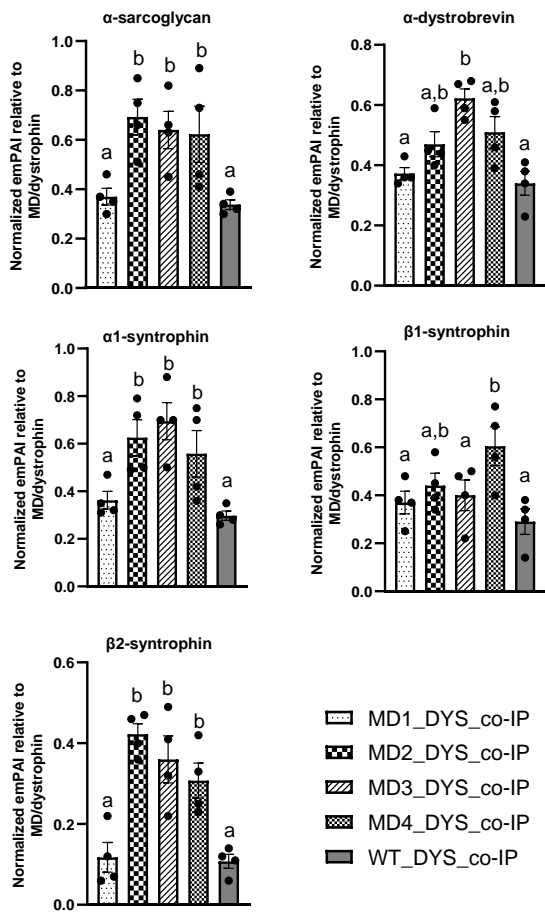 α-sarcoglycan
Normalized emPAI relative to
MD/dystrophin
1.0
0.8
0.6
0.4
0.2
0.0
a
b
b
b
a
α-dystrobrevin
Normalized emPAI relative to
MD/dystrophin
0.8
0.6
0.4
0.2
0.0
a
a,b
b
a,b
a
α1-syntrophin
Normalized emPAI relative to
MD/dystrophin
1.0
0.8
0.6
0.4
0.2
0.0
a
b
b
b
a
β1-syntrophin
Normalized emPAI relative to
MD/dystrophin
1.0
0.8
0.6
0.4
0.2
0.0
a
a,b
a
b
a
β2-syntrophin
Normalized emPAI relative to
MD/dystrophin
0.6
0.4
0.2
0.0
a
b
b
b
a
MD1_DYS_co-IP
MD2_DYS_co-IP
MD3_DYS_co-IP
MD4_DYS_co-IP
WT_DYS_co-IP